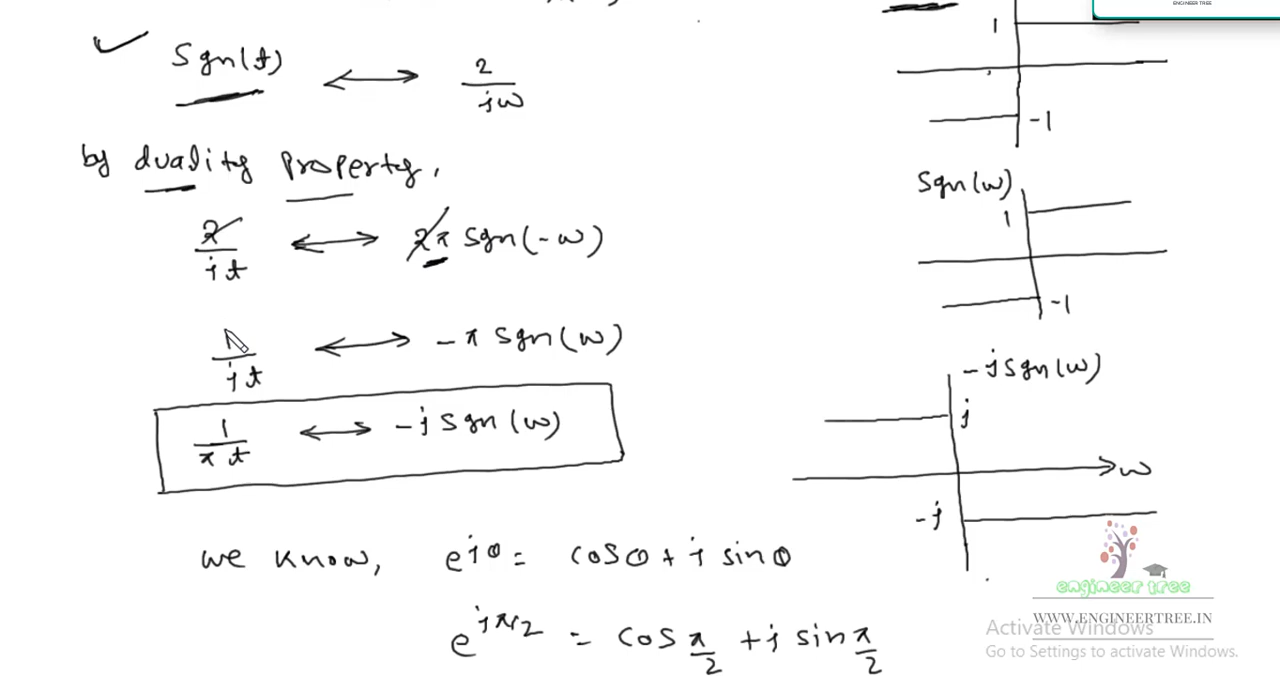 ENGINEER TREE
Sgn(t) ⟷ 2/jω
1
-1
by duality Property,
2/jt ⟷ 2π sgn(-ω)
Sgn(ω)
1
-1
1/jt ⟷ -π sgn(ω)
-j sgn(ω)
j
1/πt ⟷ -j sgn(ω)
ω
-j
we know, e^jθ = cosθ + j sinθ
engineer tree
WWW.ENGINEERTREE.IN
e^jπ/2 = cos π/2 + j sin π/2
Activate Windows
Go to Settings to activate Windows.